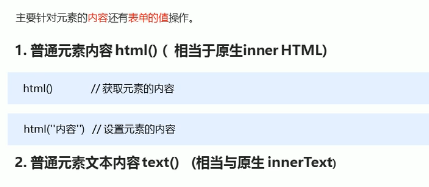 主要针对元素的内容还有表单的值操作。
1. 普通元素内容 html() ( 相当于原生inner HTML)
html() // 获取元素的内容
html(''内容'') // 设置元素的内容
2. 普通元素文本内容 text() (相当与原生 innerText)